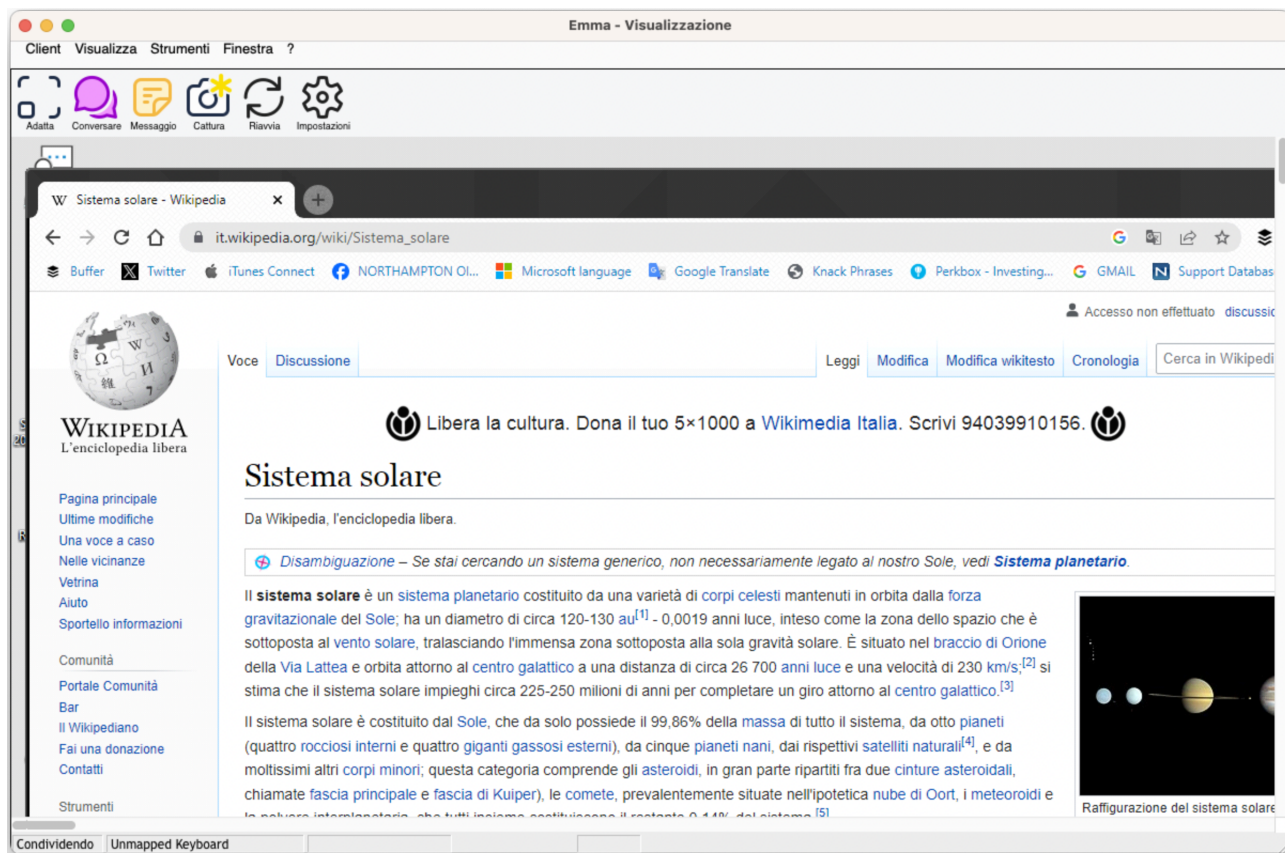 Emma - Visualizzazione
Client Visualizza Strumenti Finestra ?
Adatta Conversare Messaggio Cattura Riavvia Impostazioni
W Sistema solare - Wikipedia
it.wikipedia.org/wiki/Sistema_solare
Buffer Twitter iTunes Connect NORTHAMPTON Ol... Microsoft language Google Translate Knack Phrases Perkbox - Investing... GMAIL Support Databas
Accesso non effettuato discussic
Voce Discussione Leggi Modifica Modifica wikitesto Cronologia Cerca in Wikipedi
Libera la cultura. Dona il tuo 5×1000 a Wikimedia Italia. Scrivi 94039910156.
WIKIPEDIA
L'enciclopedia libera
Pagina principale
Ultime modifiche
Una voce a caso
Nelle vicinanze
Vetrina
Aiuto
Sportello informazioni
Comunità
Portale Comunità
Bar
Il Wikipediano
Fai una donazione
Contatti
Strumenti
Sistema solare
Da Wikipedia, l'enciclopedia libera.
Disambiguazione – Se stai cercando un sistema generico, non necessariamente legato al nostro Sole, vedi Sistema planetario.
Il sistema solare è un sistema planetario costituito da una varietà di corpi celesti mantenuti in orbita dalla forza
gravitazionale del Sole; ha un diametro di circa 120-130 au[1] - 0,0019 anni luce, inteso come la zona dello spazio che è
sottoposta al vento solare, tralasciando l'immensa zona sottoposta alla sola gravità solare. È situato nel braccio di Orione
della Via Lattea e orbita attorno al centro galattico a una distanza di circa 26 700 anni luce e una velocità di 230 km/s;[2] si
stima che il sistema solare impieghi circa 225-250 milioni di anni per completare un giro attorno al centro galattico.[3]
Il sistema solare è costituito dal Sole, che da solo possiede il 99,86% della massa di tutto il sistema, da otto pianeti
(quattro rocciosi interni e quattro giganti gassosi esterni), da cinque pianeti nani, dai rispettivi satelliti naturali[4], e da
moltissimi altri corpi minori; questa categoria comprende gli asteroidi, in gran parte ripartiti fra due cinture asteroidali,
chiamate fascia principale e fascia di Kuiper), le comete, prevalentemente situate nell'ipotetica nube di Oort, i meteoroidi e
Raffigurazione del sistema solare
Condividendo Unmapped Keyboard